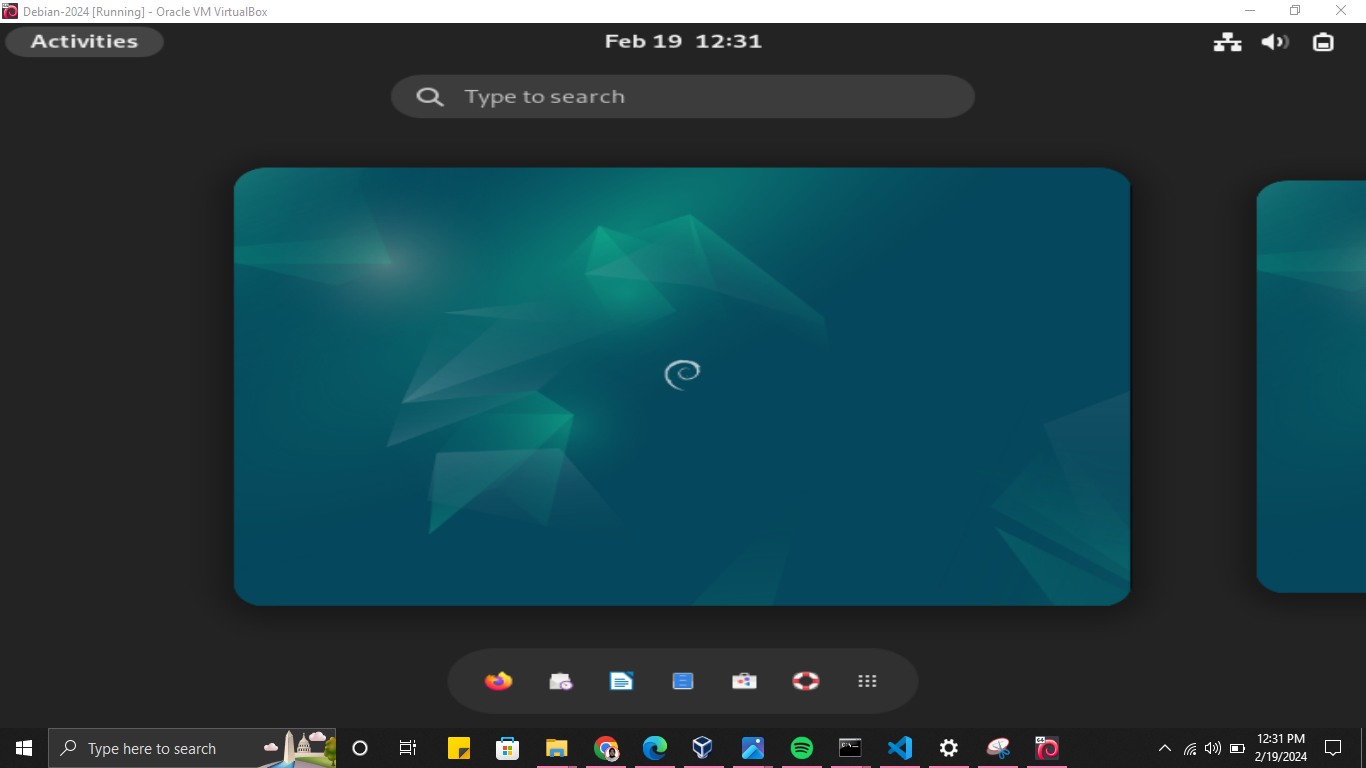 Debian-2024 [Running] - Oracle VM VirtualBox
Activities
Feb 19 12:31
Type to search
Type here to search
12:31 PM
2/19/2024